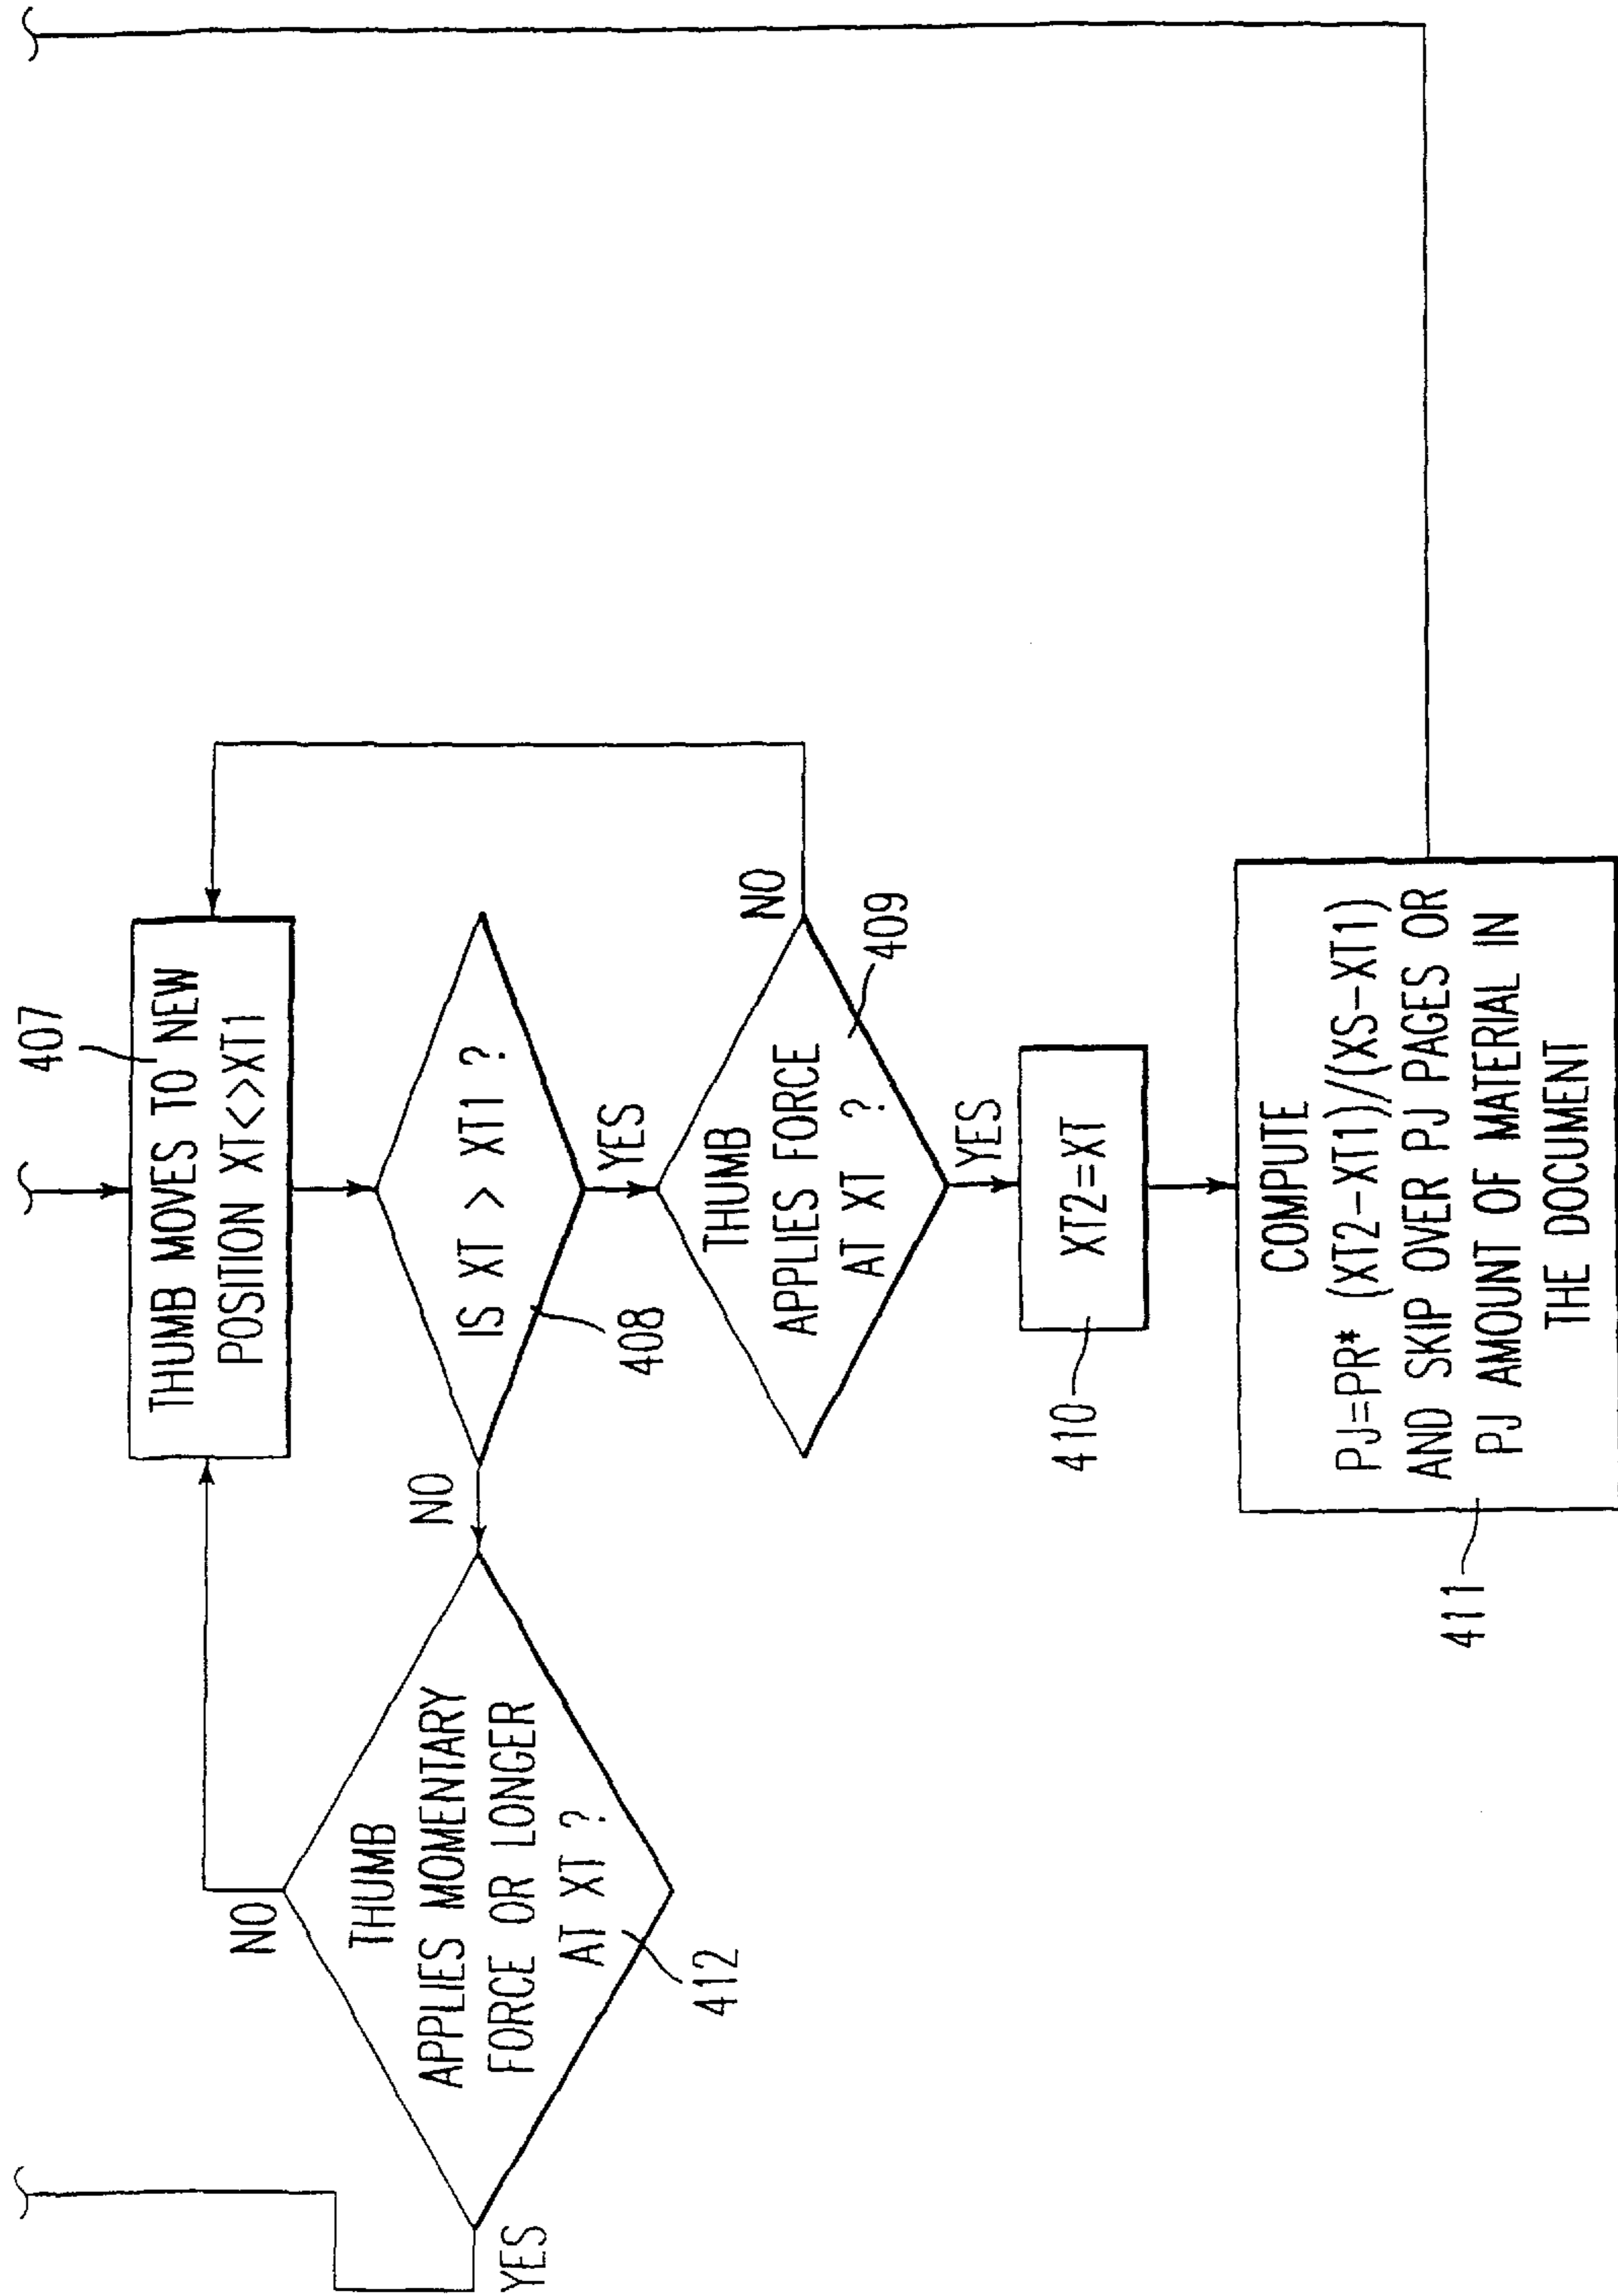 407
THUMB MOVES TO NEW
POSITION XT<>XT1
IS XT > XT1 ?
408
NO
YES
THUMB
APPLIES MOMENTARY
FORCE OR LONGER
AT XT ?
412
NO
YES
THUMB
APPLIES FORCE
AT XT ?
409
NO
YES
XT2=XT
410
COMPUTE
PJ=PR* (XT2-XT1)/(XS-XT1)
AND SKIP OVER PJ PAGES OR
PJ AMOUNT OF MATERIAL IN
THE DOCUMENT
411